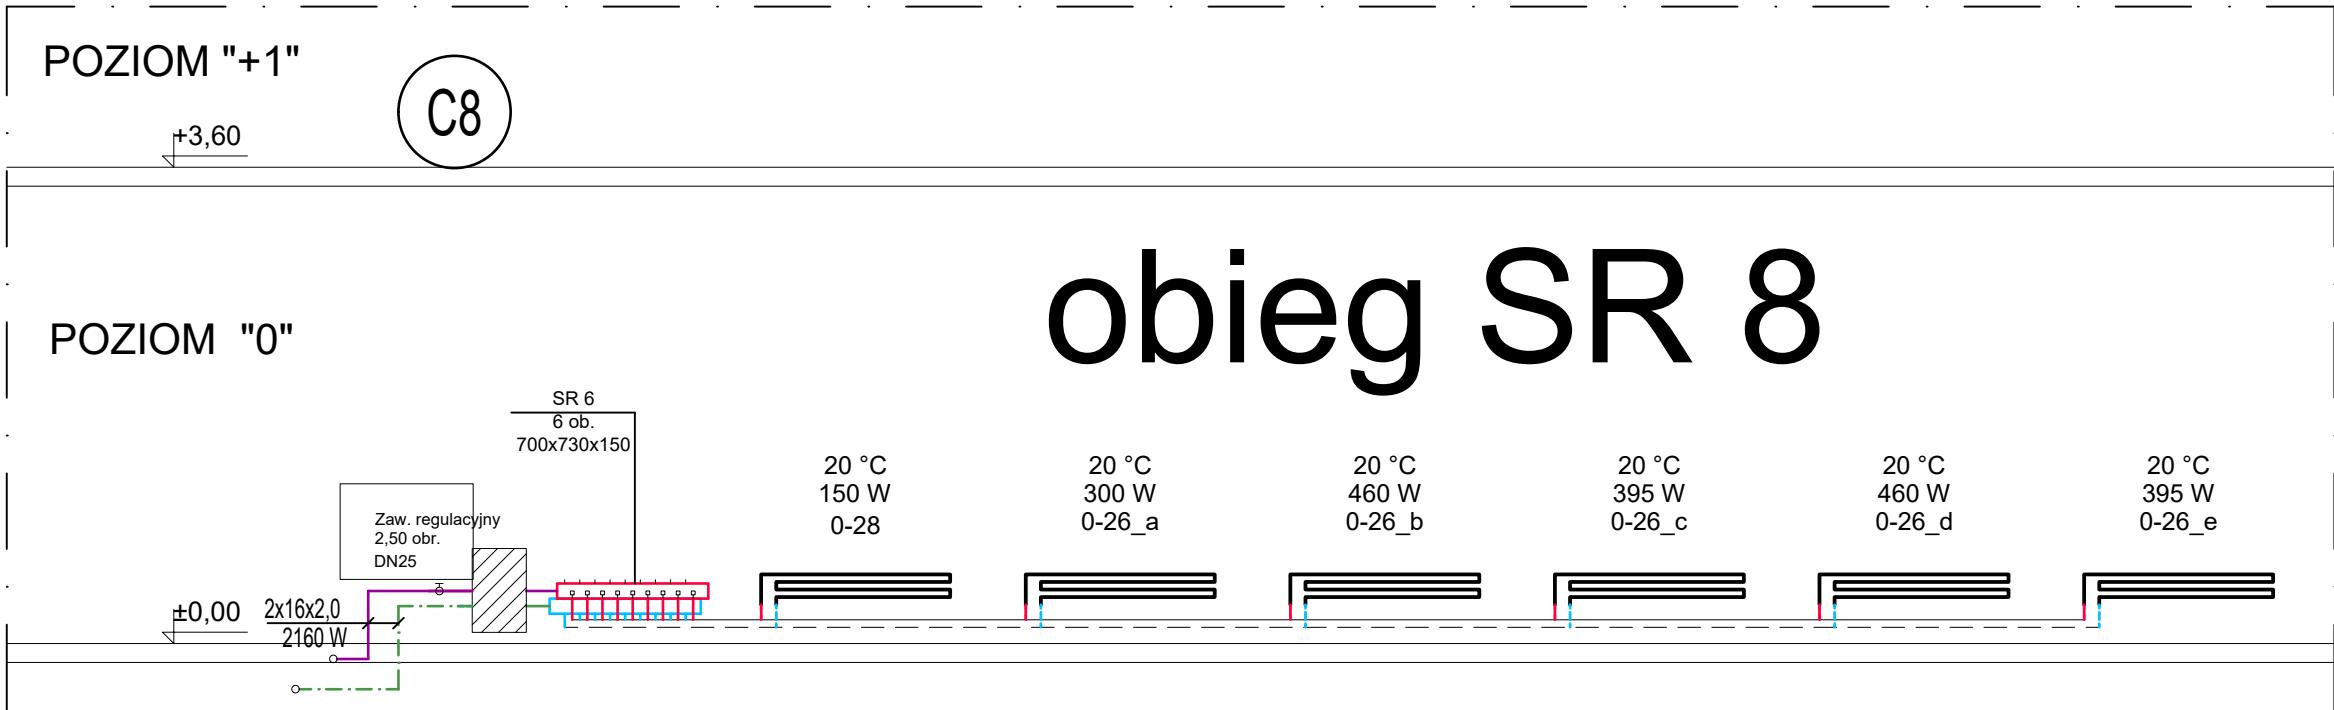 POZIOM "+1"
C8
+3,60
obieg SR 8
POZIOM "0"
SR 6
6 ob.
700x730x150
20 °C
150 W
0-28
20 °C
300 W
0-26_a
20 °C
460 W
0-26_b
20 °C
395 W
0-26_c
20 °C
460 W
0-26_d
20 °C
395 W
0-26_e
Zaw. regulacyjny
2,50 obr.
DN25
±0,00
2x16x2,0
2160 W